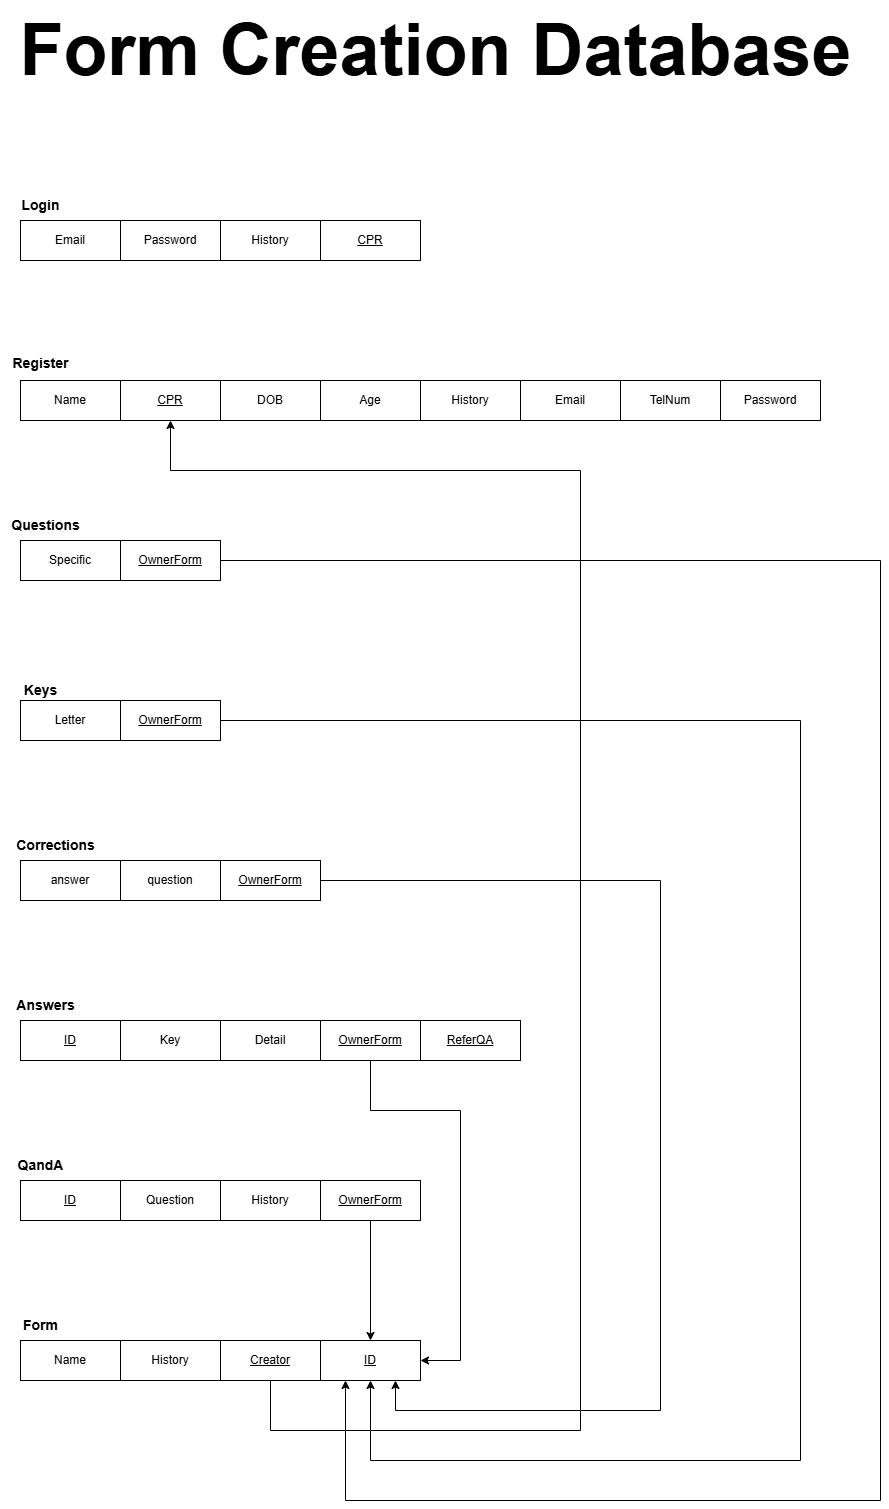 Form Creation Database
Login
Email Password History CPR
Register
Name CPR DOB Age History Email TelNum Password
Questions
Specific OwnerForm
Keys
Letter OwnerForm
Corrections
answer question OwnerForm
Answers
ID Key Detail OwnerForm ReferQA
QandA
ID Question History OwnerForm
Form
Name History Creator ID